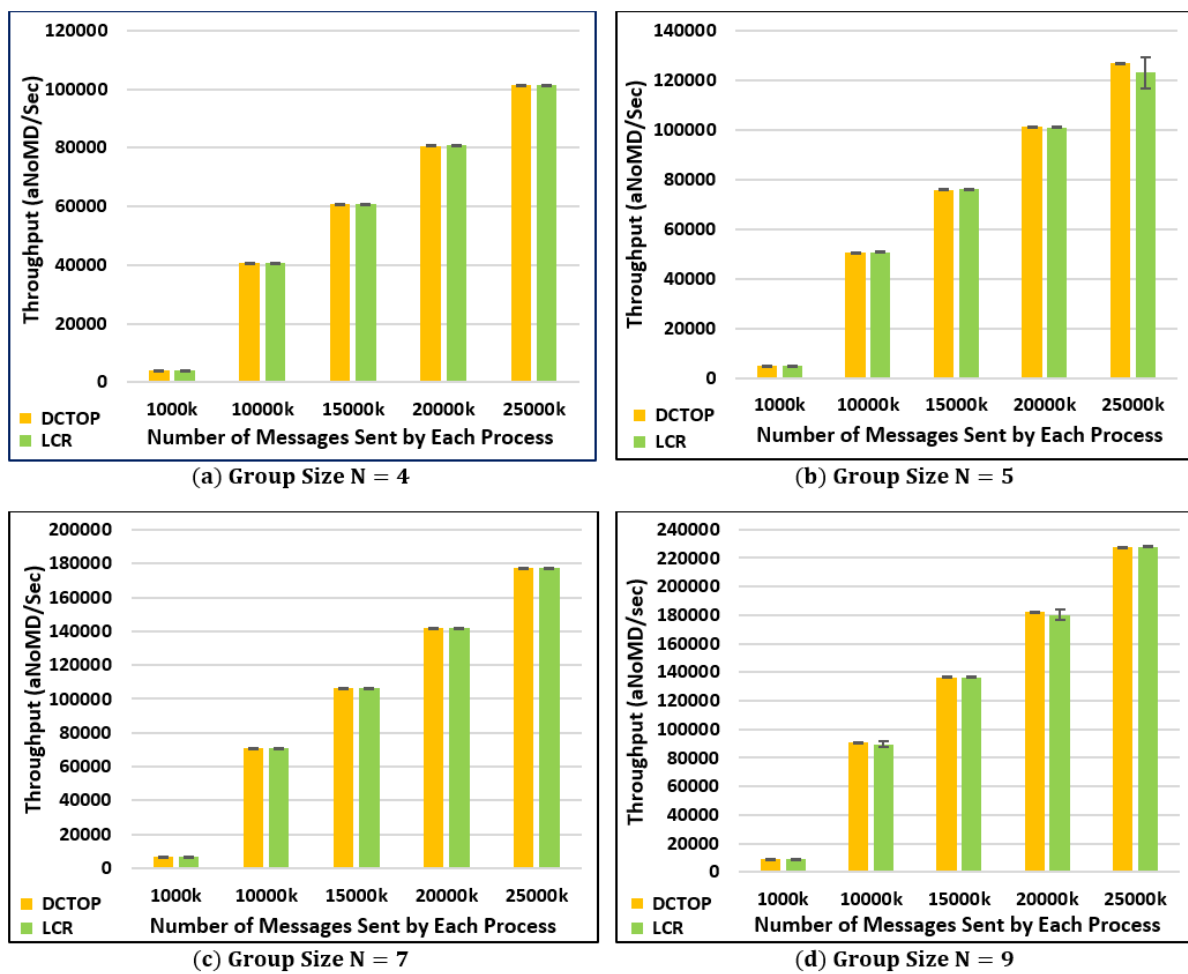 120000
100000
80000
60000
40000
20000
0
Throughput (aNoMD/Sec)
1000k 10000k 15000k 20000k 25000k
DCTOP
LCR
Number of Messages Sent by Each Process
(a) Group Size N = 4
140000
120000
100000
80000
60000
40000
20000
0
Throughput (aNoMD/Sec)
1000k 10000k 15000k 20000k 25000k
DCTOP
LCR
Number of Messages Sent by Each Process
(b) Group Size N = 5
200000
180000
160000
140000
120000
100000
80000
60000
40000
20000
0
Throughput (aNoMD/sec)
1000k 10000k 15000k 20000k 25000k
DCTOP
LCR
Number of Messages Sent by Each Process
(c) Group Size N = 7
240000
220000
200000
180000
160000
140000
120000
100000
80000
60000
40000
20000
0
Throughput (aNoMD/sec)
1000k 10000k 15000k 20000k 25000k
DCTOP
LCR
Number of Messages Sent by Each Process
(d) Group Size N = 9